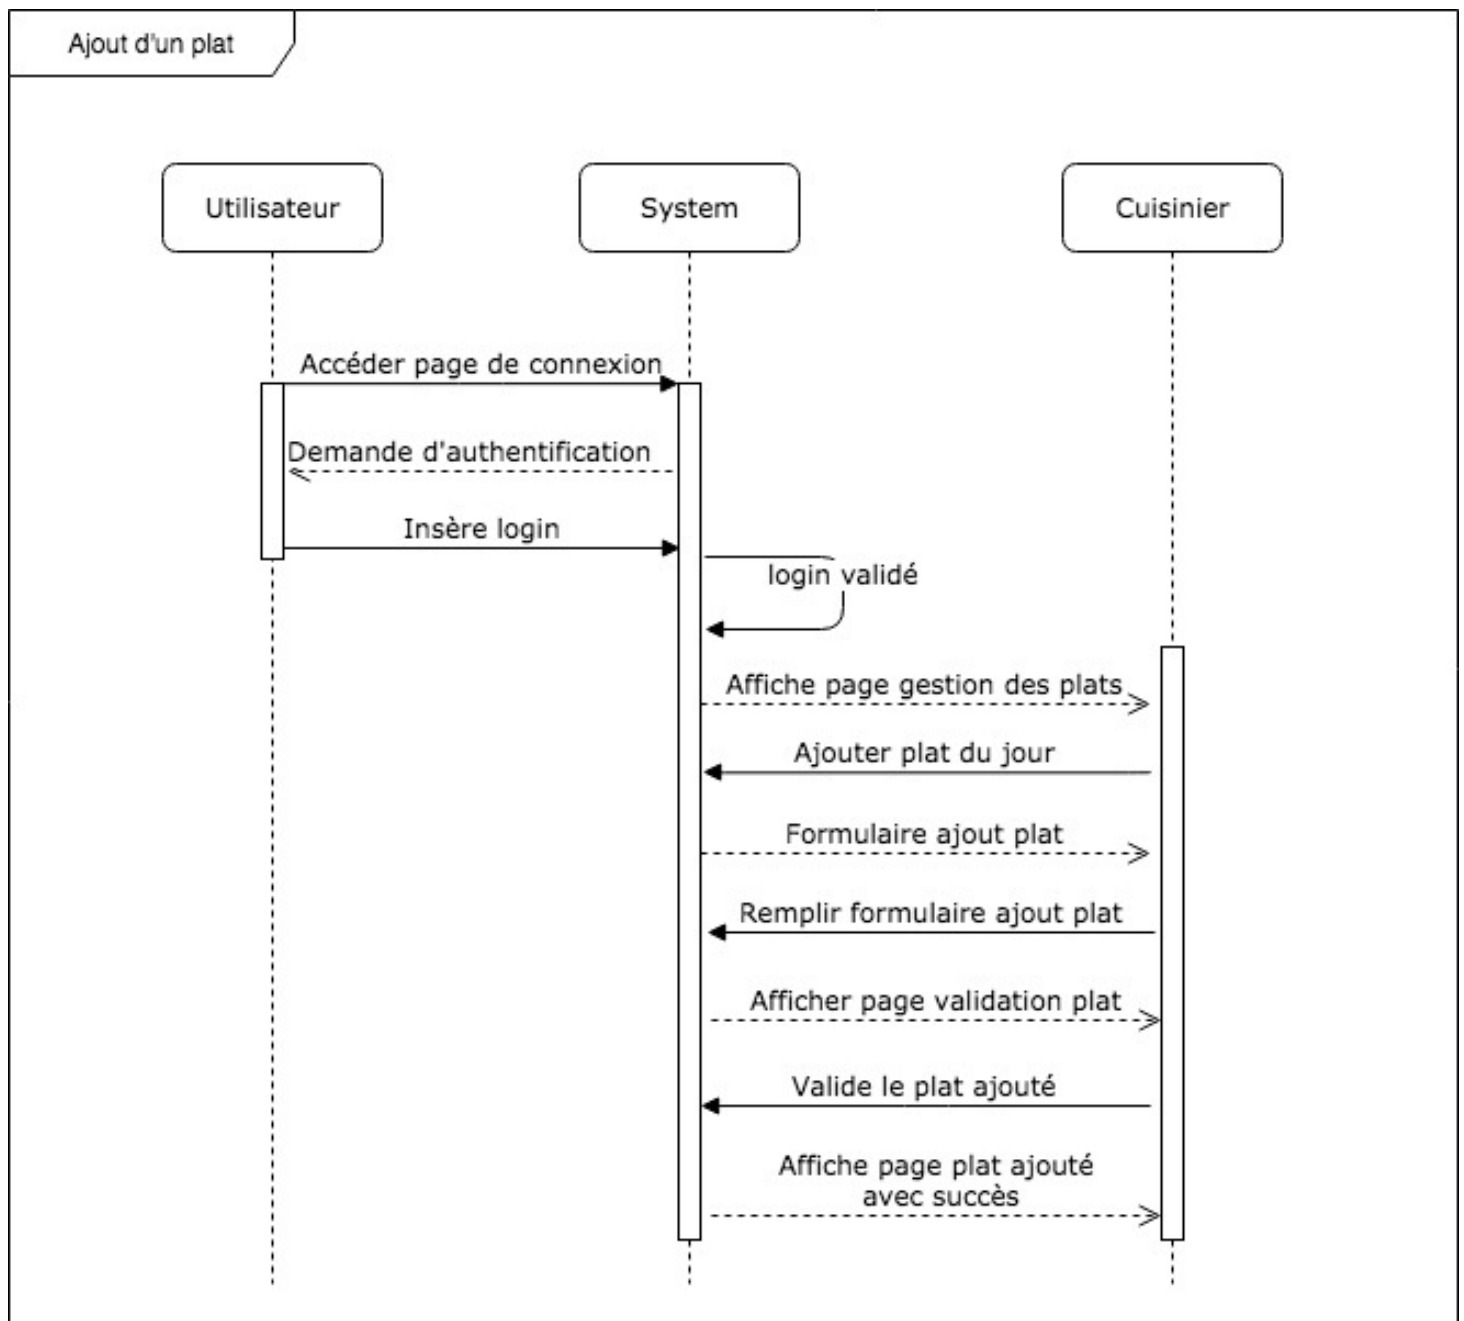 Ajout d'un plat
Utilisateur
System
Cuisinier
Accéder page de connexion
Demande d'authentification
Insère login
login validé
Affiche page gestion des plats
Ajouter plat du jour
Formulaire ajout plat
Remplir formulaire ajout plat
Afficher page validation plat
Valide le plat ajouté
Affiche page plat ajouté
avec succès